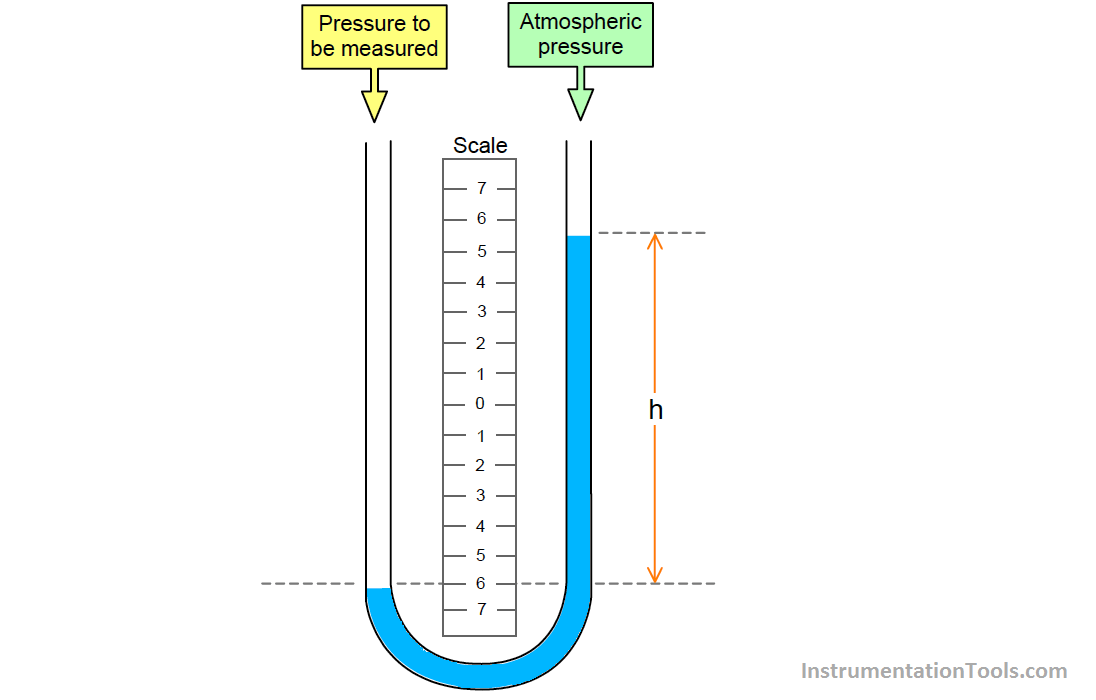 Pressure to
be measured
Atmospheric
pressure
Scale
7
6
5
4
3
2
1
0
1
2
3
4
5
6
7
h
InstrumentationTools.com